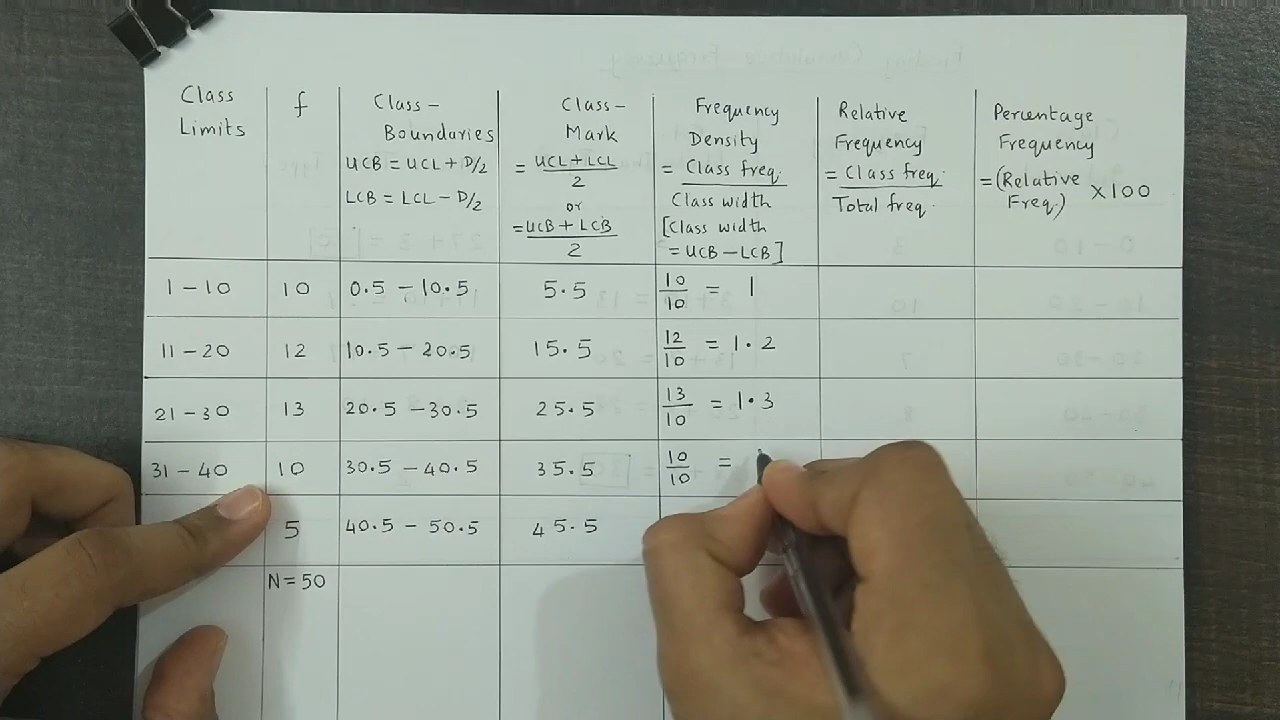 Class Limits
f
Class-Boundaries
UCB = UCL + D/2
LCB = LCL - D/2
Class-Mark
= UCL + LCL / 2
or
= UCB + LCB / 2
Frequency Density
= Class freq. / Class width
[Class width
= UCB - LCB]
Relative Frequency
= Class freq. / Total freq.
Percentage Frequency
= (Relative Freq.) X 100
1 - 10 10 0.5 - 10.5 5.5 10/10 = 1
11 - 20 12 10.5 - 20.5 15.5 12/10 = 1.2
21 - 30 13 20.5 - 30.5 25.5 13/10 = 1.3
31 - 40 10 30.5 - 40.5 35.5 10/10 =
5 40.5 - 50.5 45.5
N = 50